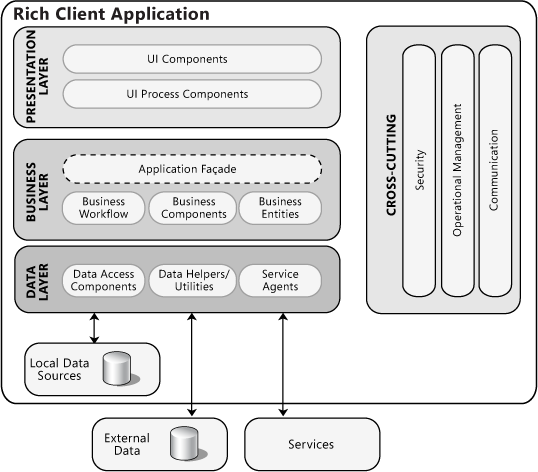 Rich Client Application
PRESENTATION
LAYER
UI Components
UI Process Components
BUSINESS
LAYER
Application Façade
Business
Workflow
Business
Components
Business
Entities
DATA
LAYER
Data Access
Components
Data Helpers/
Utilities
Service
Agents
CROSS-CUTTING
Security
Operational Management
Communication
Local Data
Sources
External
Data
Services